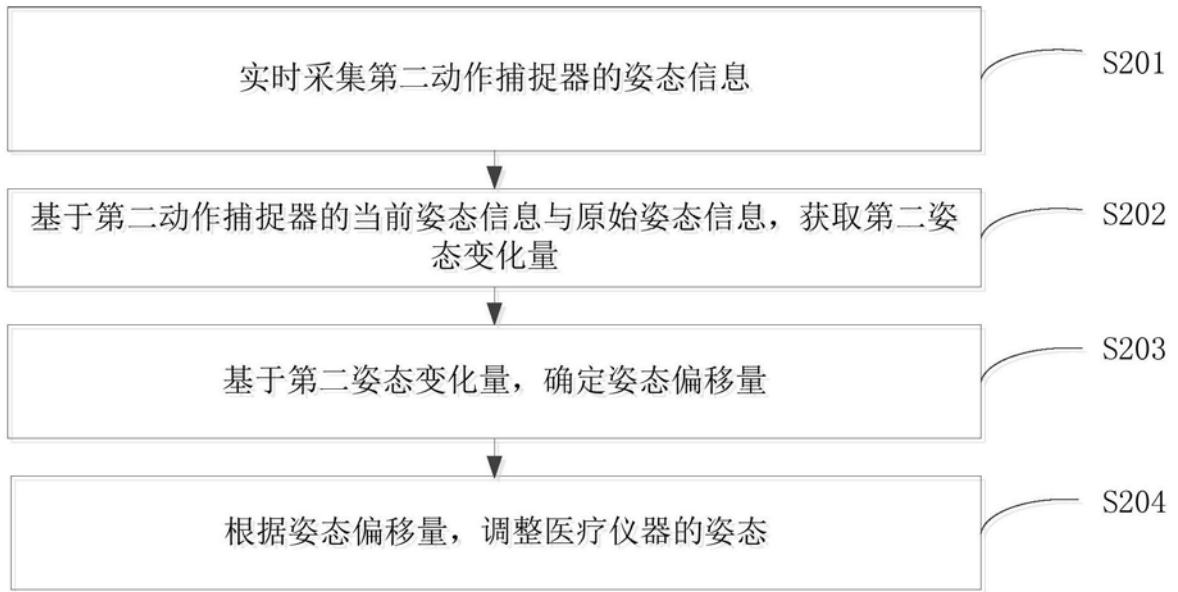 实时采集第二动作捕捉器的姿态信息
S201
基于第二动作捕捉器的当前姿态信息与原始姿态信息，获取第二姿
态变化量
S202
基于第二姿态变化量，确定姿态偏移量
S203
根据姿态偏移量，调整医疗仪器的姿态
S204